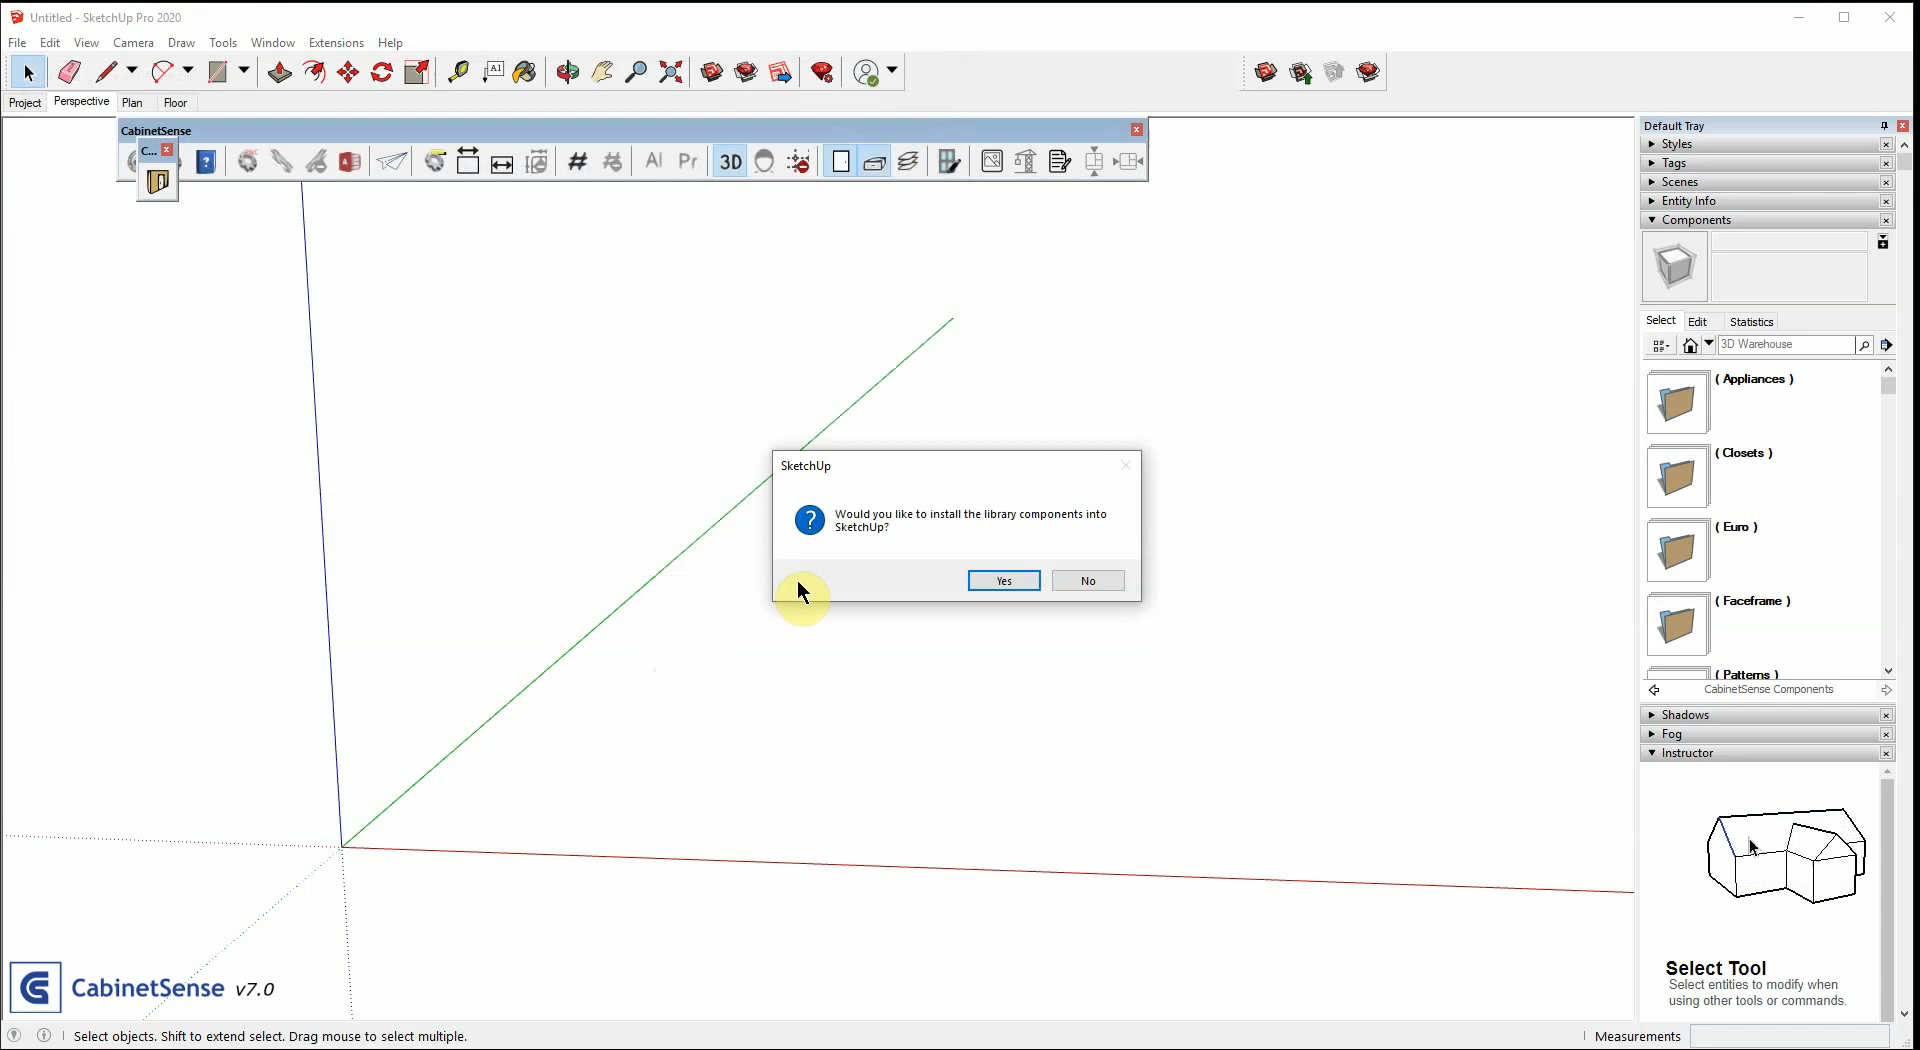 Untitled - SketchUp Pro 2020
File Edit View Camera Draw Tools Window Extensions Help
A1
Project Perspective Plan Floor
CabinetSense
C...
?
# AI Pr 3D
Default Tray
Styles
Tags
Scenes
Entity Info
Components
Select Edit Statistics
3D Warehouse
( Appliances )
( Closets )
( Euro )
( Faceframe )
( Patterns )
CabinetSense Components
Shadows
Fog
Instructor
SketchUp
?
Would you like to install the library components into
SketchUp?
Yes No
Select Tool
Select entities to modify when
using other tools or commands.
CabinetSense v7.0
Select objects. Shift to extend select. Drag mouse to select multiple.
Measurements